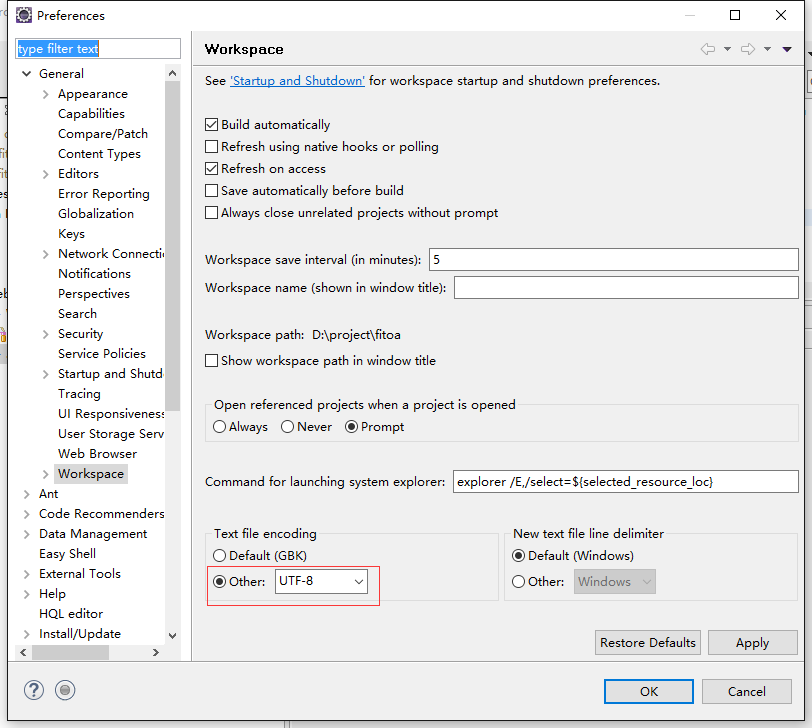 Preferences
type filter text
General
Appearance
Capabilities
Compare/Patch
Content Types
Editors
Error Reporting
Globalization
Keys
Network Connectic
Notifications
Perspectives
Search
Security
Service Policies
Startup and Shutd
Tracing
UI Responsiveness
User Storage Serv
Web Browser
Workspace
Ant
Code Recommenders
Data Management
Easy Shell
External Tools
Help
HQL editor
Install/Update
Workspace
See 'Startup and Shutdown' for workspace startup and shutdown preferences.
Build automatically
Refresh using native hooks or polling
Refresh on access
Save automatically before build
Always close unrelated projects without prompt
Workspace save interval (in minutes): 5
Workspace name (shown in window title):
Workspace path: D:\project\fitoa
Show workspace path in window title
Open referenced projects when a project is opened
Always Never Prompt
Command for launching system explorer: explorer /E,/select=${selected_resource_loc}
Text file encoding
Default (GBK)
Other: UTF-8
New text file line delimiter
Default (Windows)
Other: Windows
Restore Defaults Apply
OK Cancel